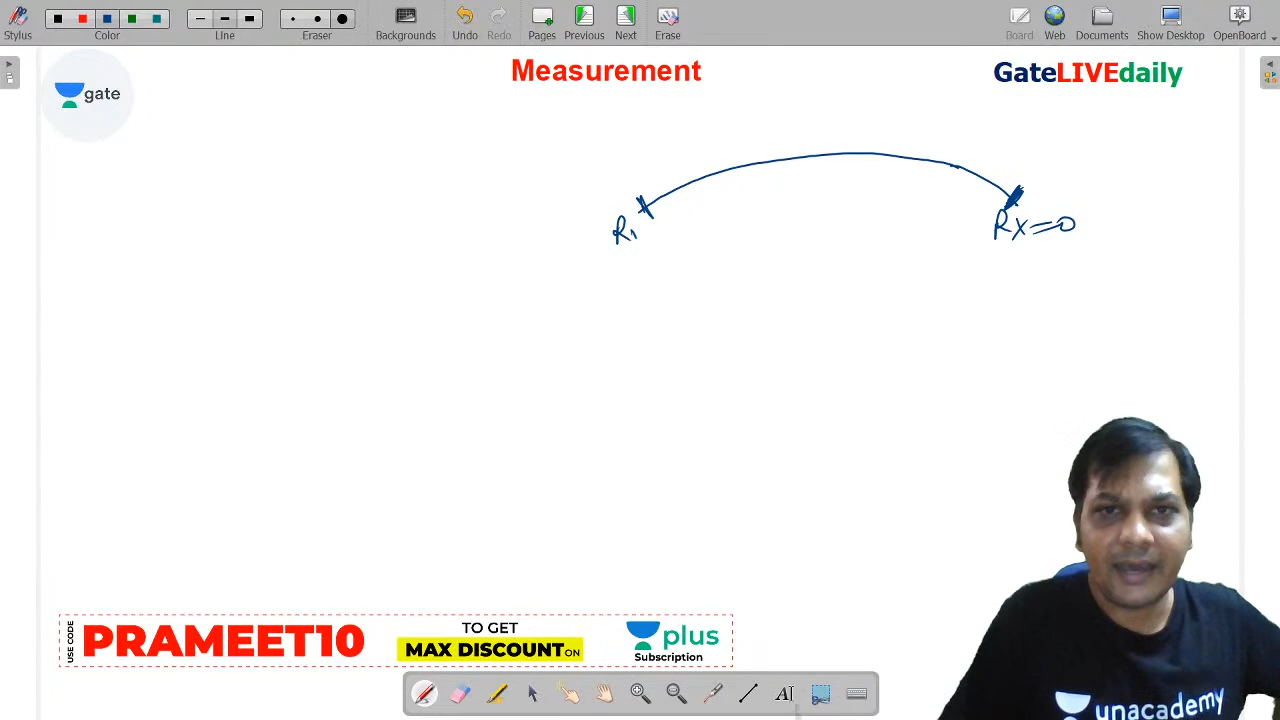 Stylus
Color
Line
Eraser
Backgrounds
Undo
Redo
Pages
Previous
Next
Erase
Board
Web
Documents
Show Desktop
OpenBoard
gate
Measurement
GateLIVEdaily
Rx=0
USE CODE
PRAMEET10
TO GET
MAX DISCOUNT ON
plus
Subscription
unacademy